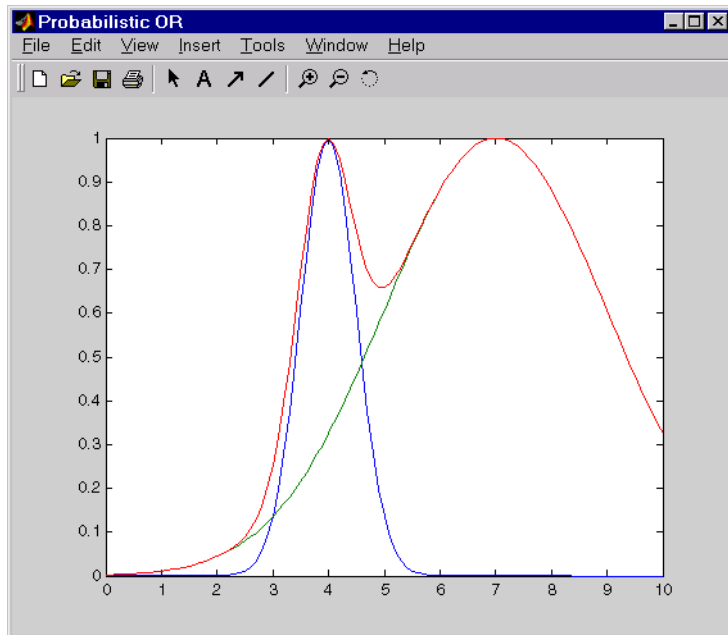 Probabilistic OR
File Edit View Insert Tools Window Help
A
1
0.9
0.8
0.7
0.6
0.5
0.4
0.3
0.2
0.1
0
0 1 2 3 4 5 6 7 8 9 10